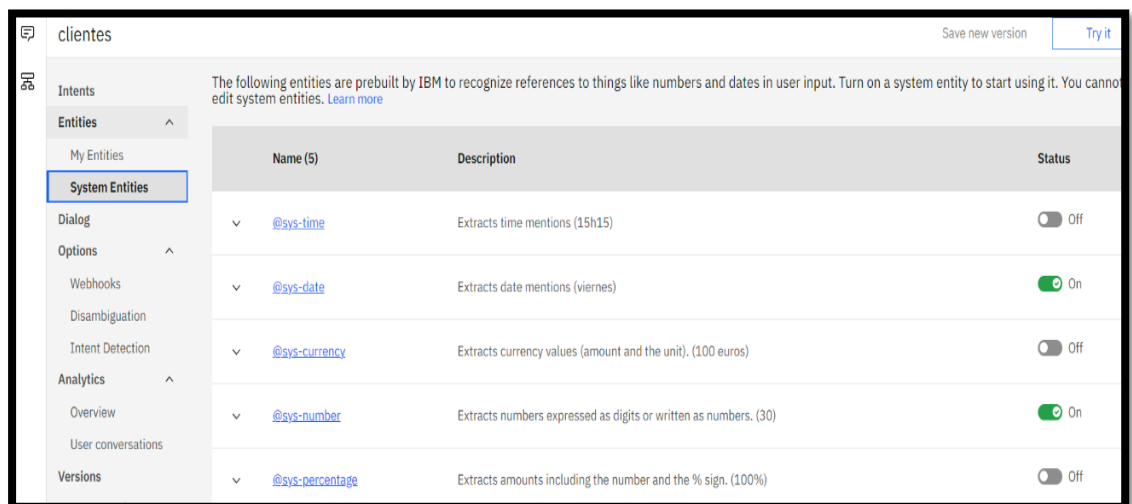 clientes
Save new version
Try it
Intents
Entities
My Entities
System Entities
Dialog
Options
Webhooks
Disambiguation
Intent Detection
Analytics
Overview
User conversations
Versions
The following entities are prebuilt by IBM to recognize references to things like numbers and dates in user input. Turn on a system entity to start using it. You cannot
edit system entities. Learn more
Name (5) Description Status
@sys-time Extracts time mentions (15h15) Off
@sys-date Extracts date mentions (viernes) On
@sys-currency Extracts currency values (amount and the unit). (100 euros) Off
@sys-number Extracts numbers expressed as digits or written as numbers. (30) On
@sys-percentage Extracts amounts including the number and the % sign. (100%) Off